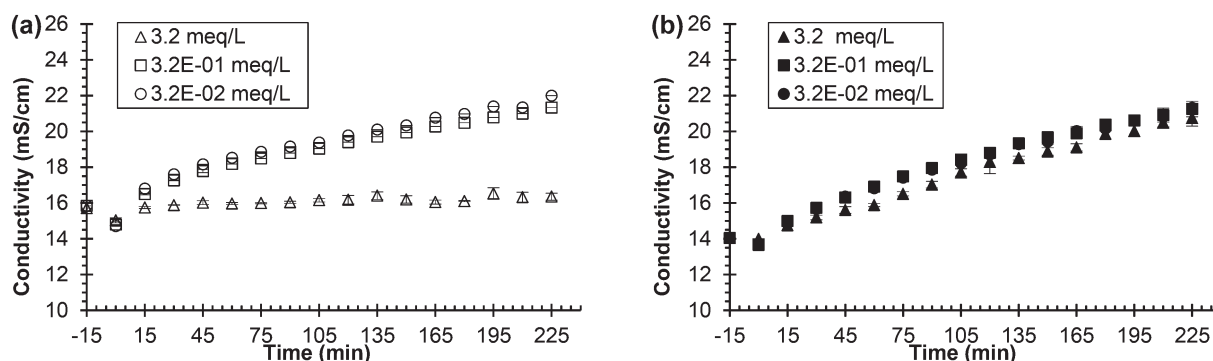 (a)
26
24
22
20
18
16
14
12
10
Conductivity (mS/cm)
3.2 meq/L
3.2E-01 meq/L
3.2E-02 meq/L
-15 15 45 75 105 135 165 195 225
Time (min)
(b)
26
24
22
20
18
16
14
12
10
Conductivity (mS/cm)
3.2 meq/L
3.2E-01 meq/L
3.2E-02 meq/L
-15 15 45 75 105 135 165 195 225
Time (min)